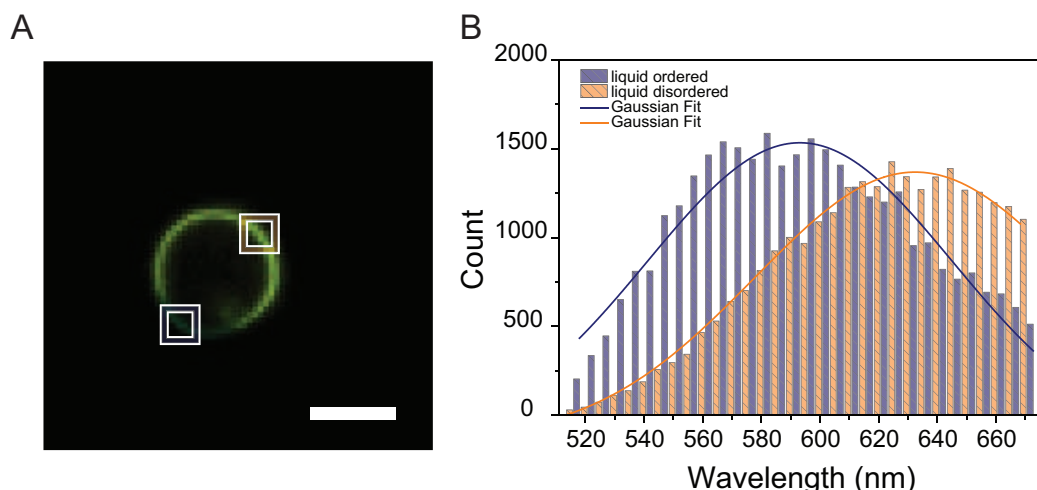 A
B
2000
1500
1000
500
0
liquid ordered
liquid disordered
Gaussian Fit
Gaussian Fit
Count
520 540 560 580 600 620 640 660
Wavelength (nm)